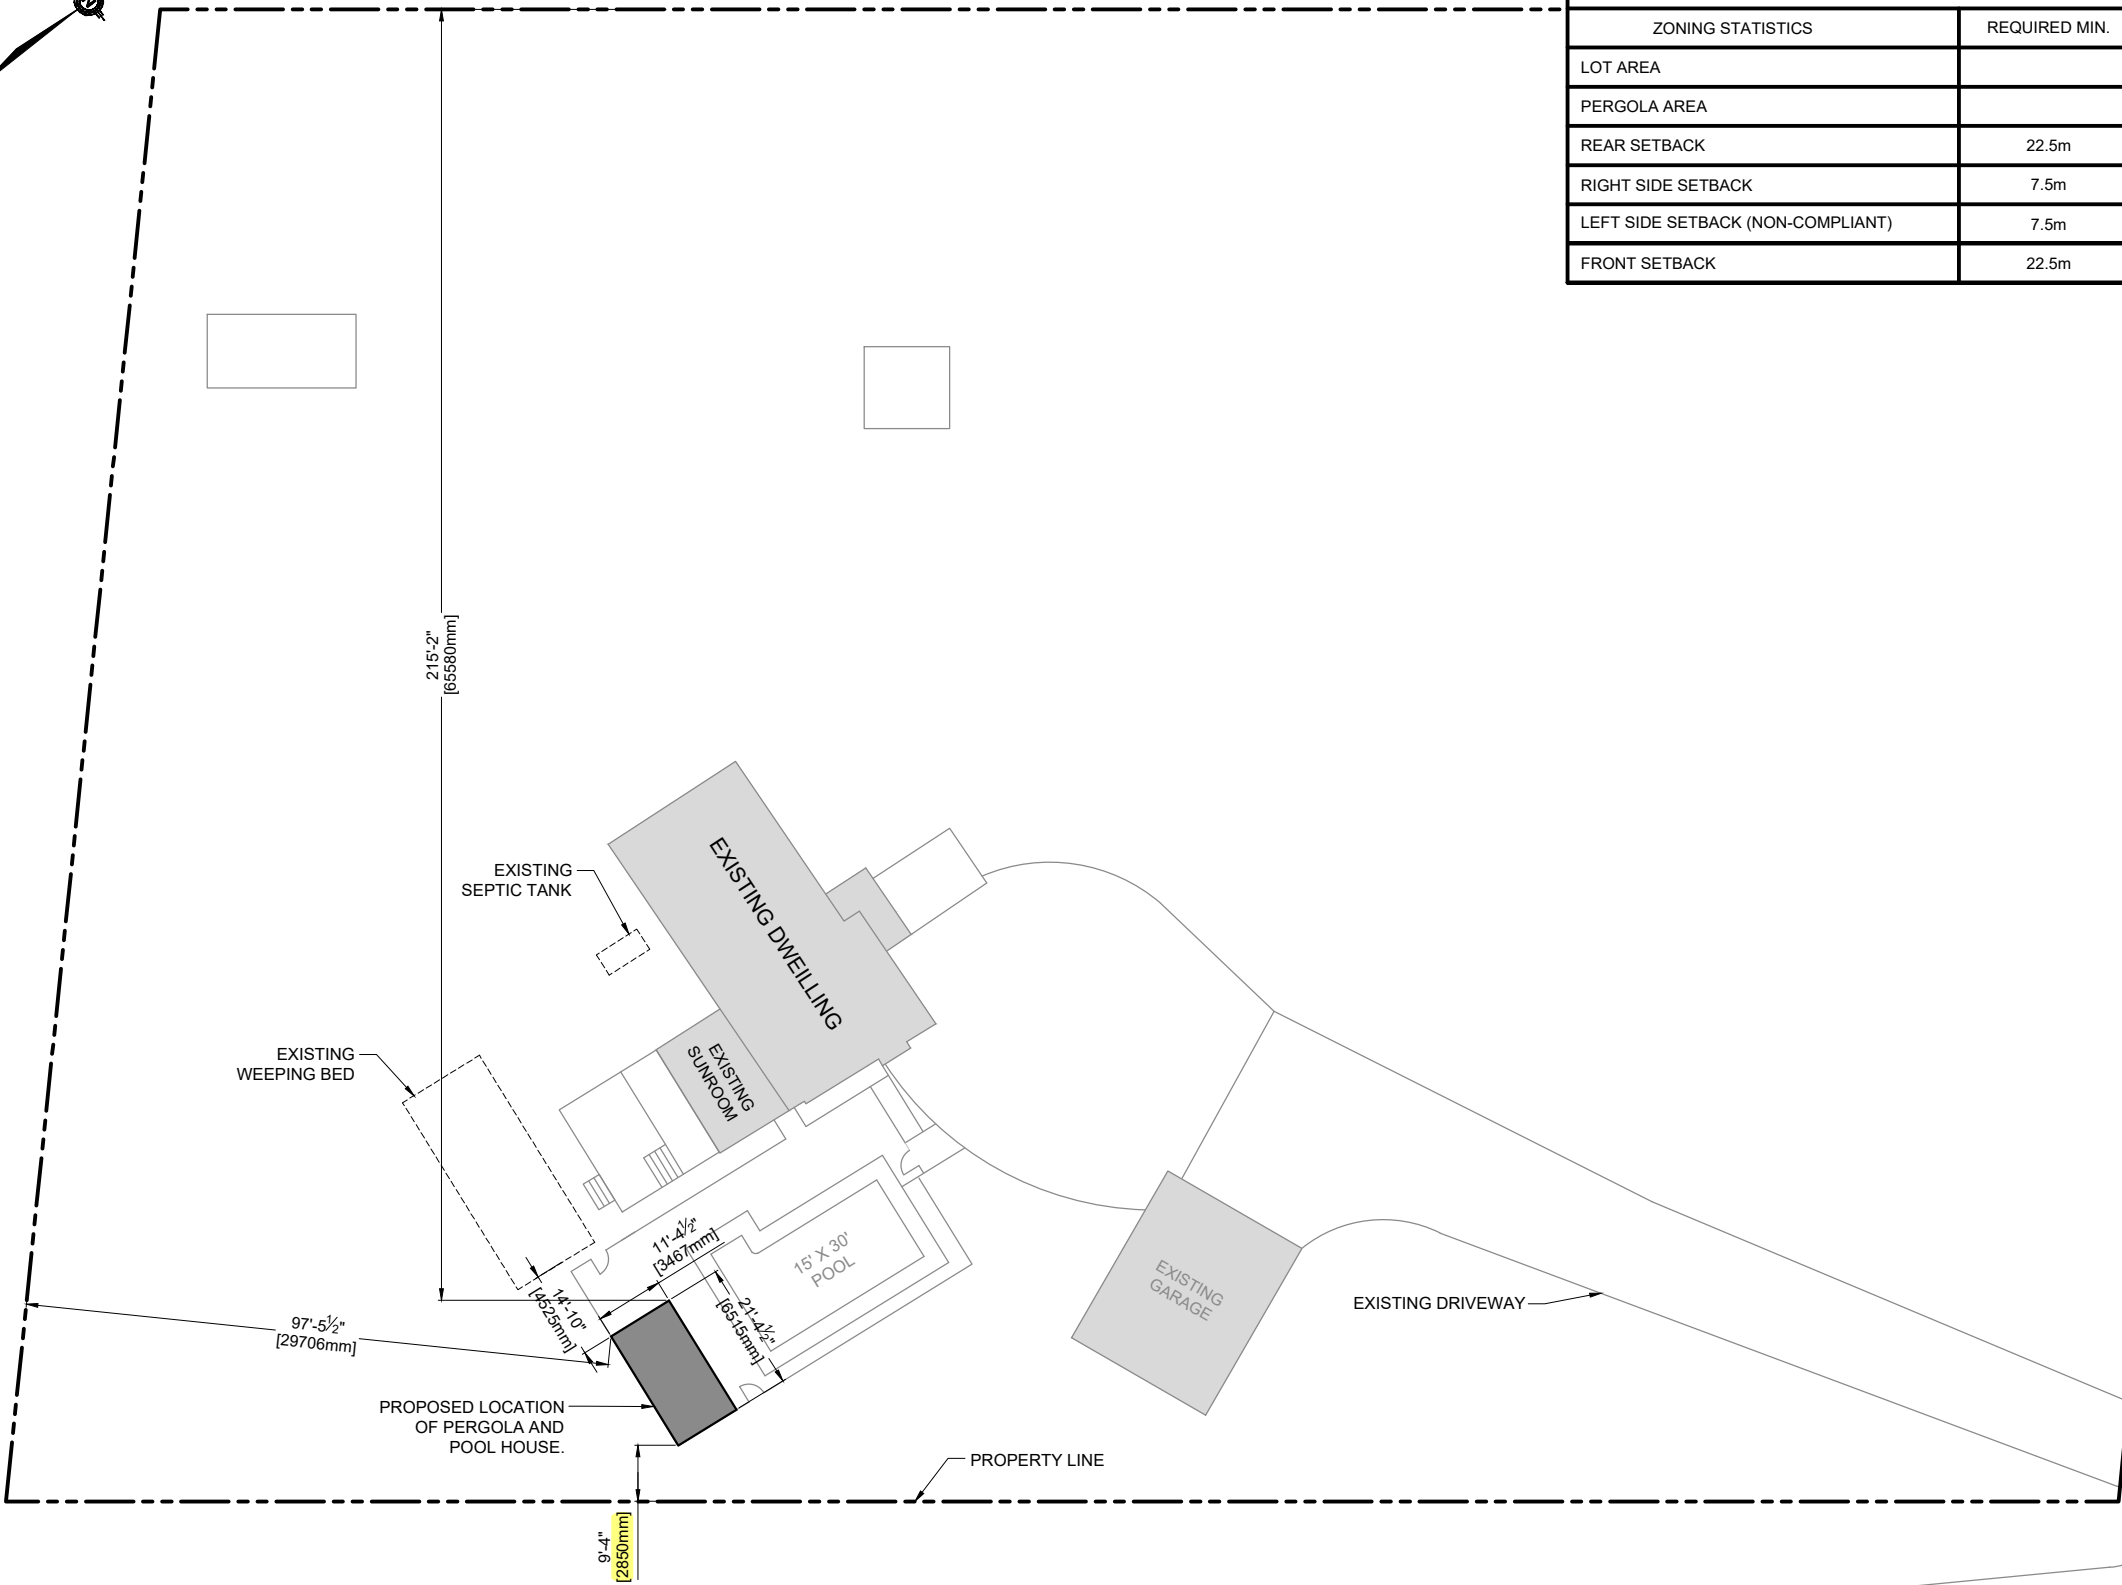 ZONING STATISTICS REQUIRED MIN.
LOT AREA
PERGOLA AREA
REAR SETBACK 22.5m
RIGHT SIDE SETBACK 7.5m
LEFT SIDE SETBACK (NON-COMPLIANT) 7.5m
FRONT SETBACK 22.5m
215'-2"
[65580mm]
EXISTING DWEILLING
EXISTING
SEPTIC TANK
EXISTING
SUNROOM
EXISTING
WEEPING BED
11'-4½"
[3467mm]
15' X 30'
POOL
14'-10"
[4525mm]
21'-4½"
[6515mm]
EXISTING
GARAGE
EXISTING DRIVEWAY
97'-5½"
[29706mm]
PROPOSED LOCATION
OF PERGOLA AND
POOL HOUSE.
PROPERTY LINE
9'-4"
[2850mm]